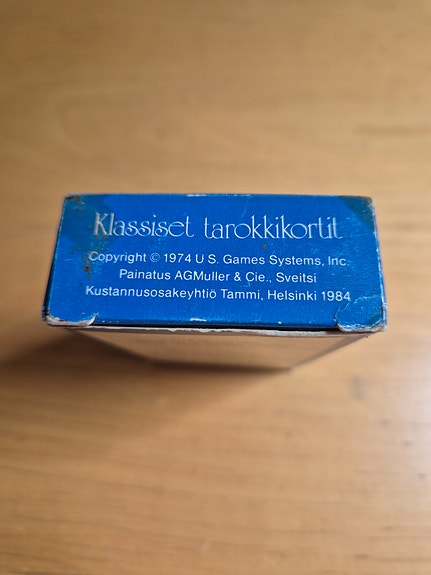 Klassiset tarokkikortit
Copyright © 1974 U S. Games Systems, Inc.
Painatus AGMuller & Cie., Sveitsi
Kustannusosakeyhtiö Tammi, Helsinki 1984